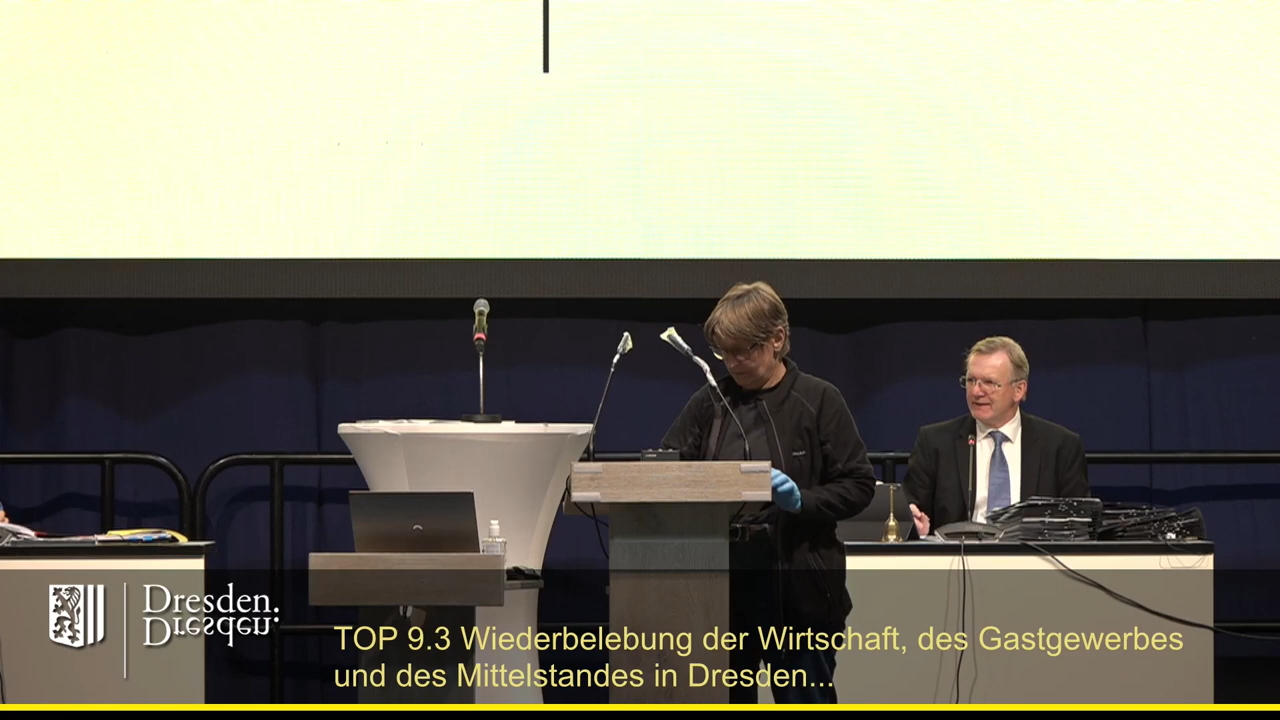 Dresden.
Dresden.
TOP 9.3 Wiederbelebung der Wirtschaft, des Gastgewerbes
und des Mittelstandes in Dresden...